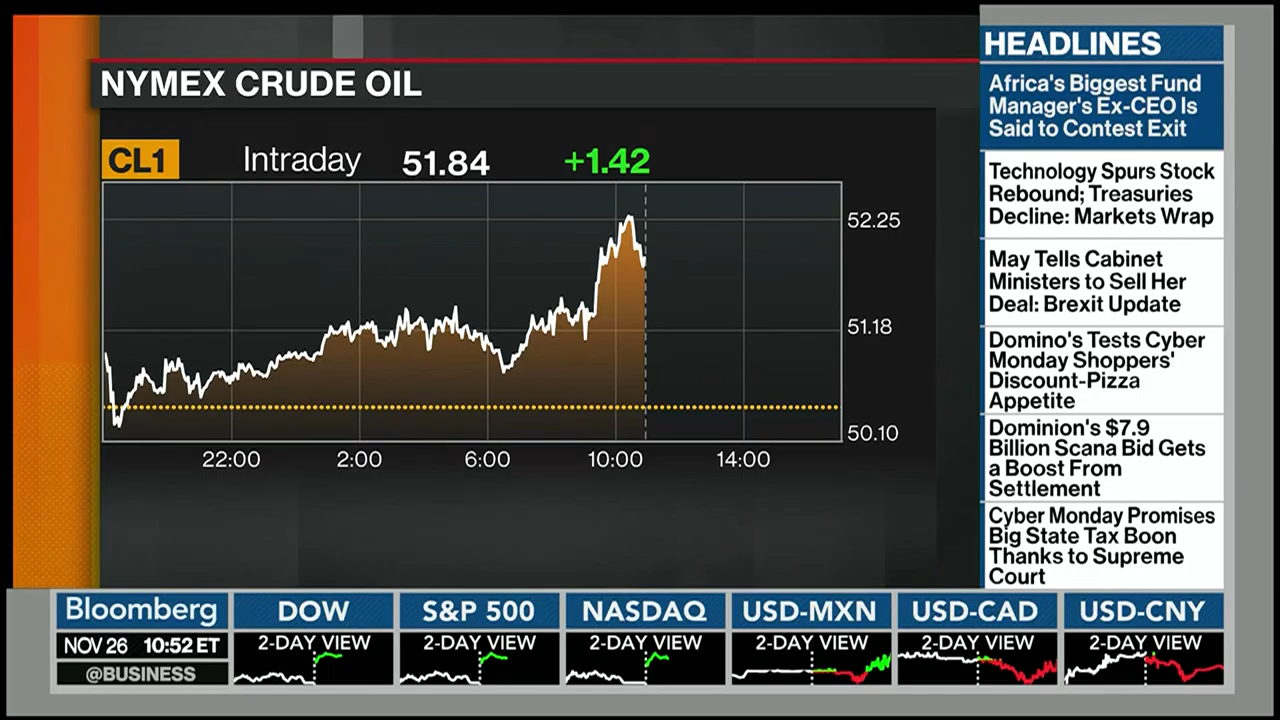 NYMEX CRUDE OIL
CL1 Intraday 51.84 +1.42
52.25
51.18
50.10
22:00 2:00 6:00 10:00 14:00
HEADLINES
Africa's Biggest Fund
Manager's Ex-CEO Is
Said to Contest Exit
Technology Spurs Stock
Rebound; Treasuries
Decline: Markets Wrap
May Tells Cabinet
Ministers to Sell Her
Deal: Brexit Update
Domino's Tests Cyber
Monday Shoppers'
Discount-Pizza
Appetite
Dominion's $7.9
Billion Scana Bid Gets
a Boost From
Settlement
Cyber Monday Promises
Big State Tax Boon
Thanks to Supreme
Court
Bloomberg
NOV 26 10:52 ET
@BUSINESS
DOW
2-DAY VIEW
S&P 500
2-DAY VIEW
NASDAQ
2-DAY VIEW
USD-MXN
2-DAY VIEW
USD-CAD
2-DAY VIEW
USD-CNY
2-DAY VIEW